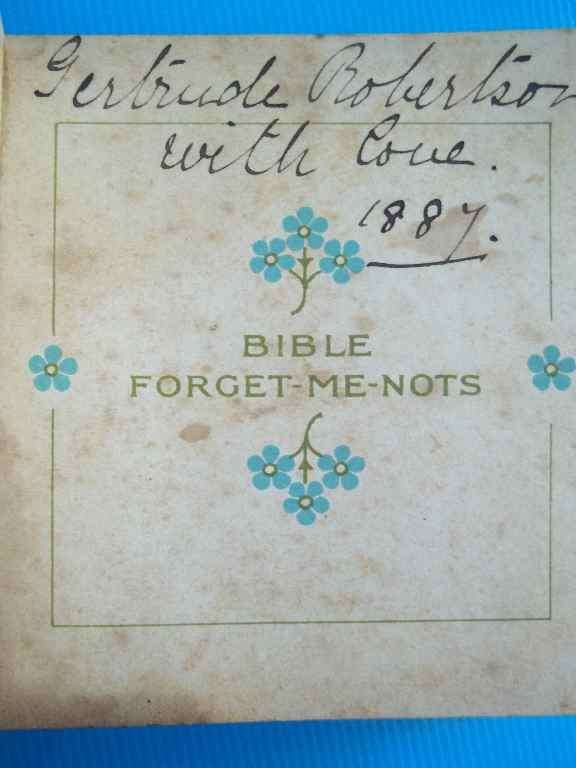 Gertrude Robertson
with love.
1887.
BIBLE
FORGET-ME-NOTS